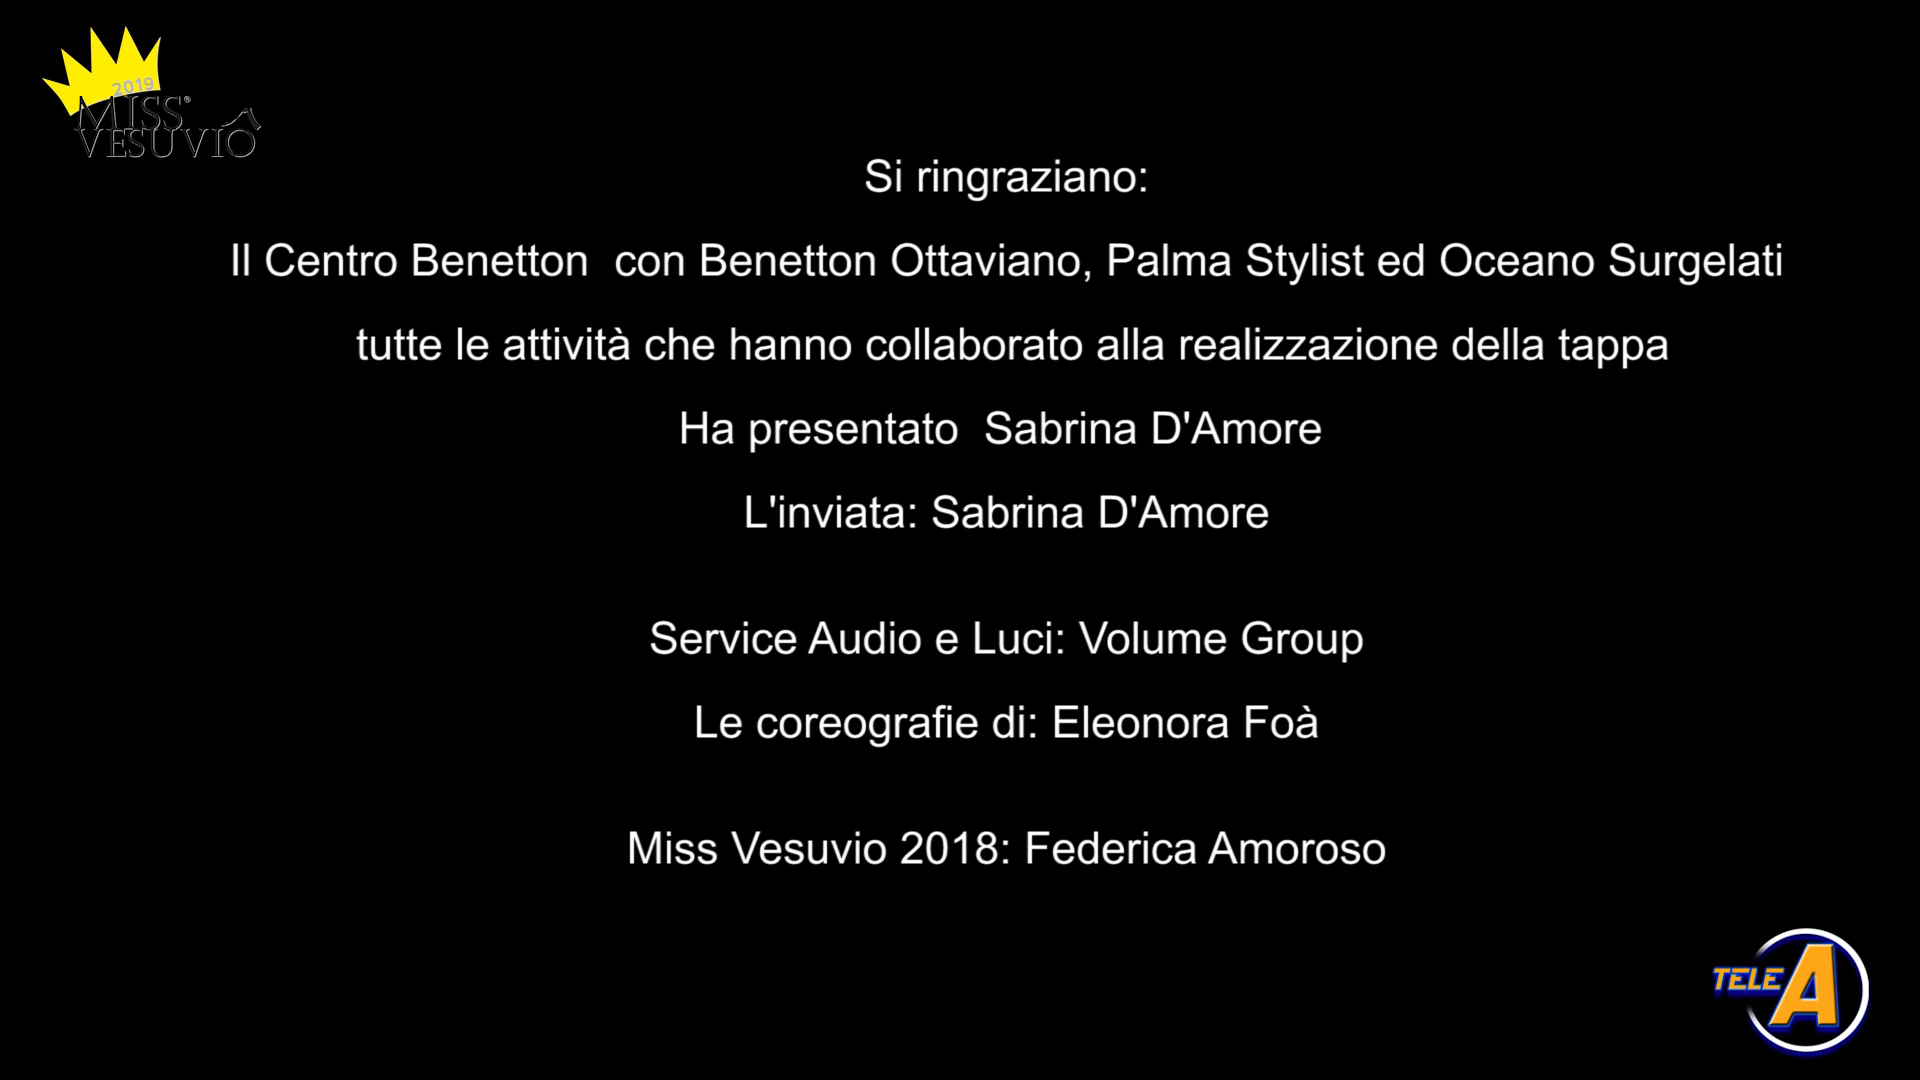 2019
MISS®
VESUVIO
Si ringraziano:
Il Centro Benetton  con Benetton Ottaviano, Palma Stylist ed Oceano Surgelati
tutte le attività che hanno collaborato alla realizzazione della tappa
Ha presentato  Sabrina D'Amore
L'inviata: Sabrina D'Amore
Service Audio e Luci: Volume Group
Le coreografie di: Eleonora Foà
Miss Vesuvio 2018: Federica Amoroso
TELE A